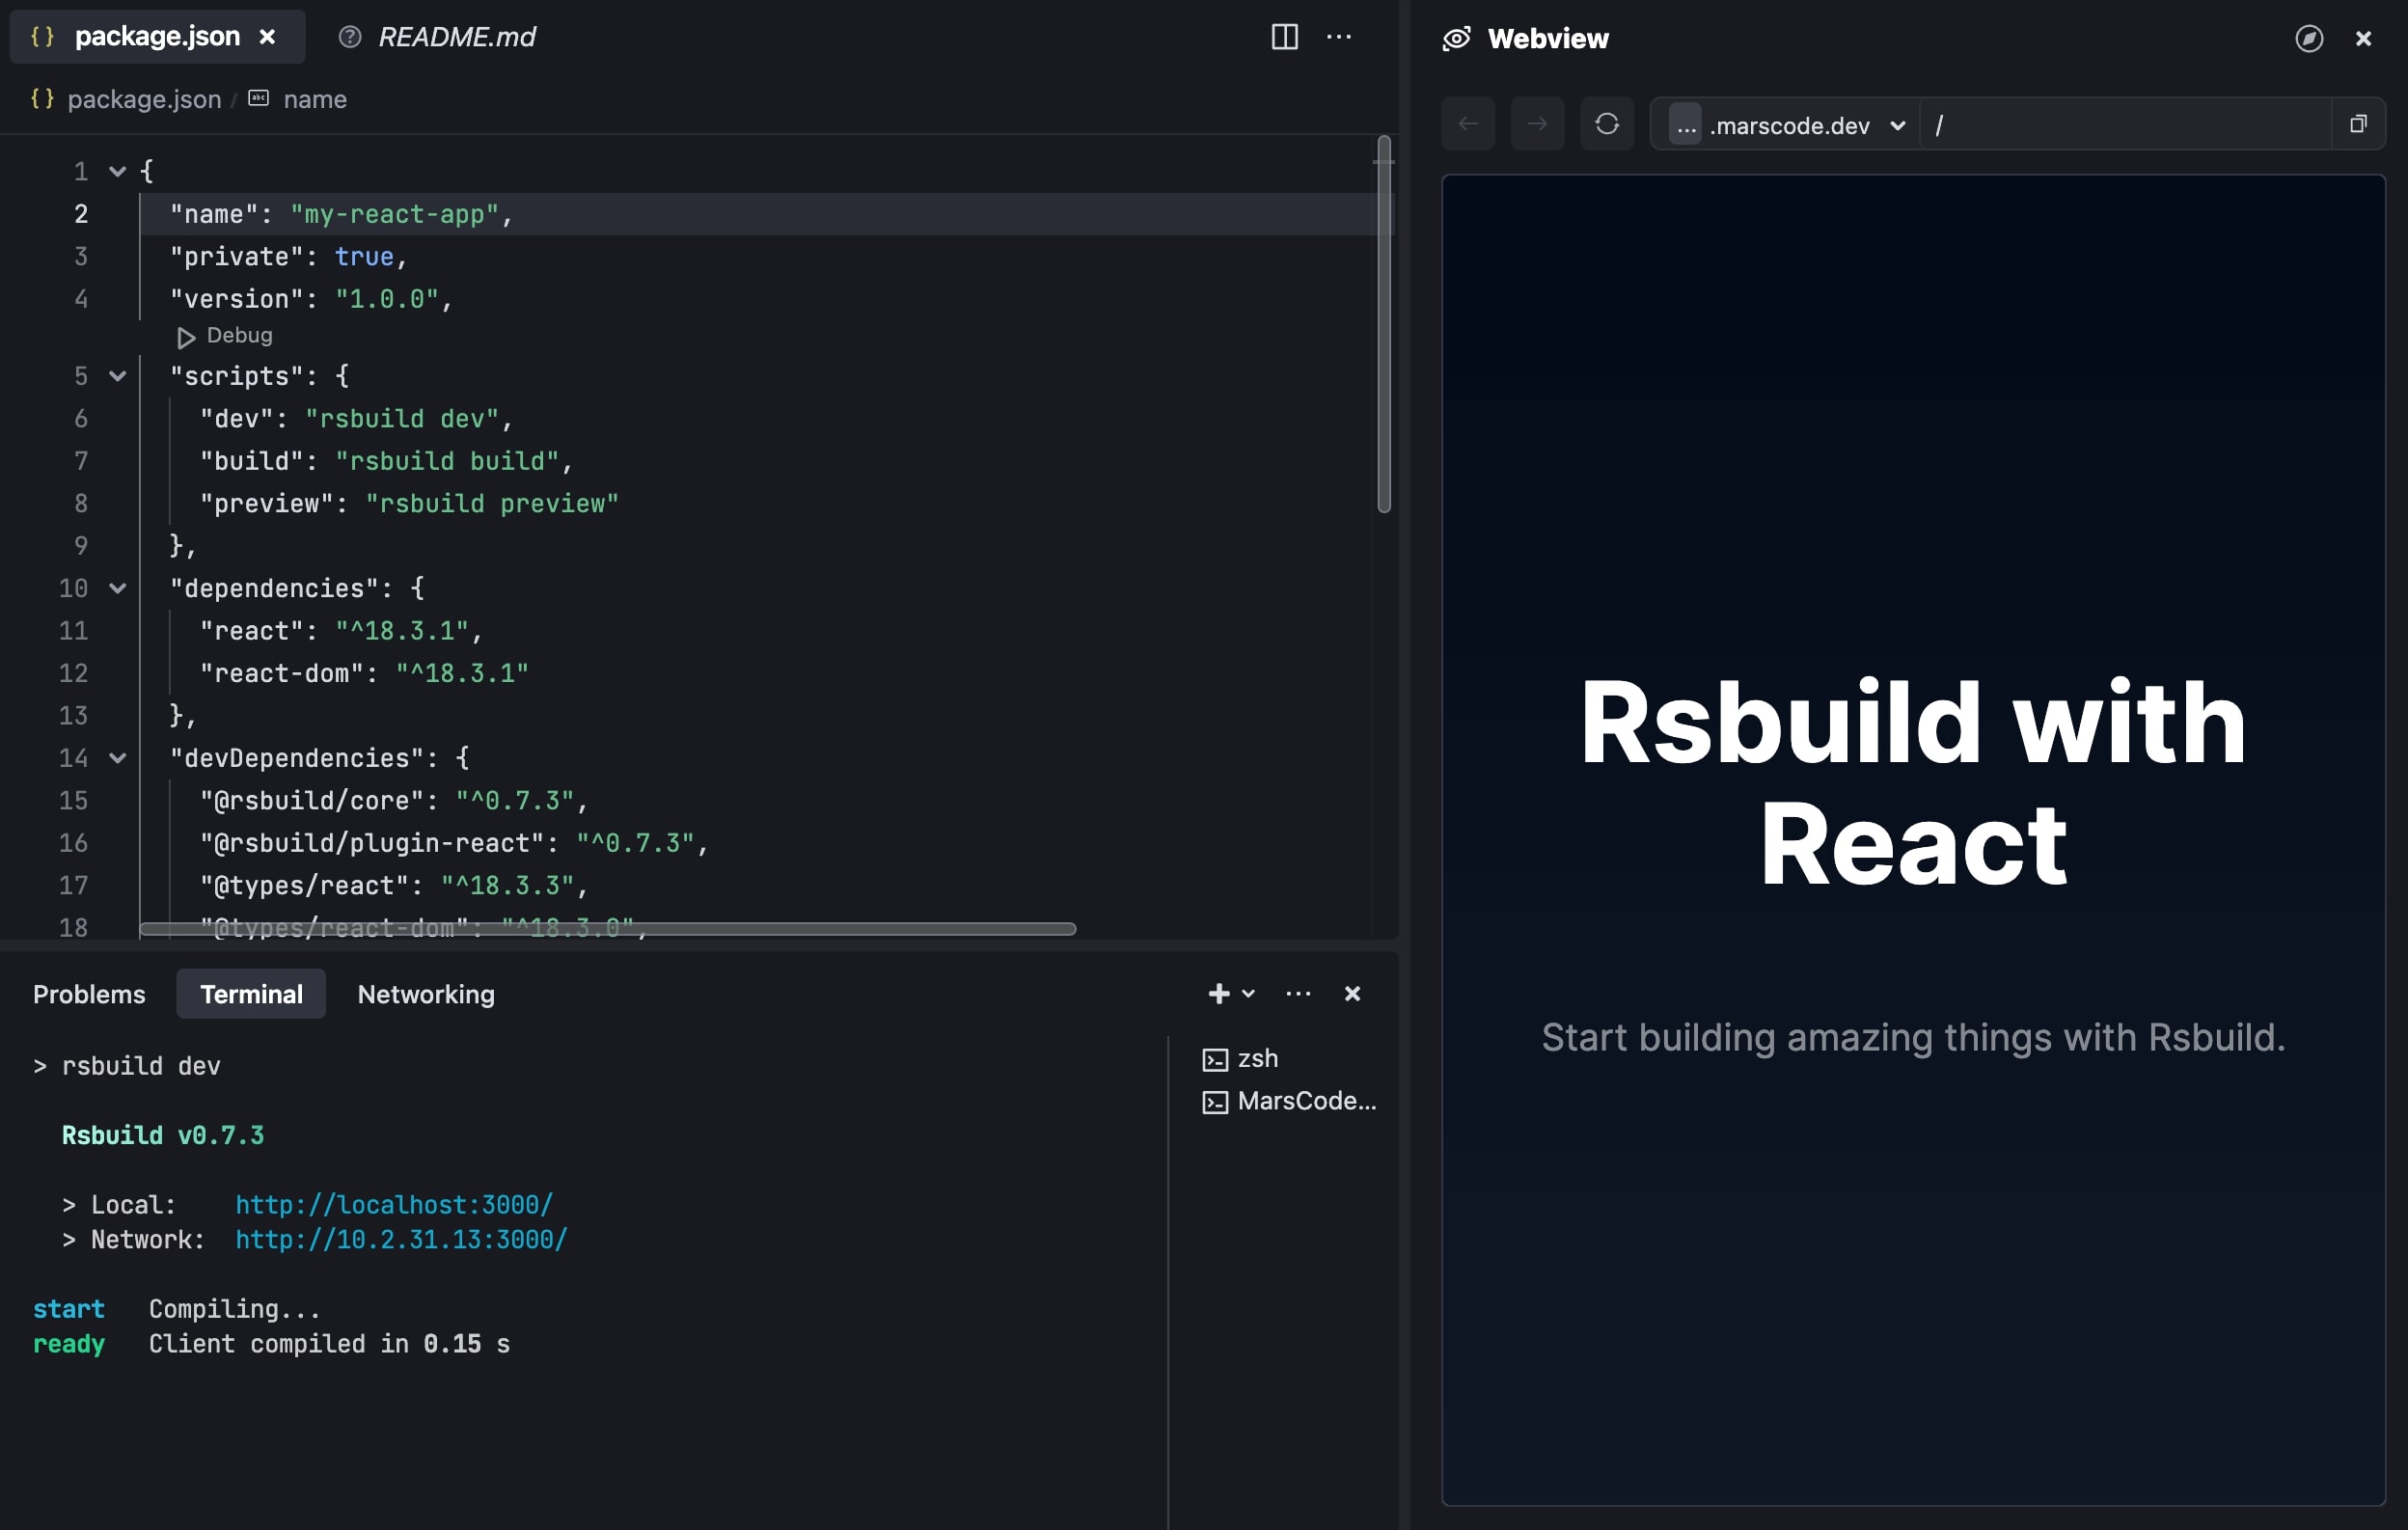 package.json
README.md
package.json / name
1 {
2 "name": "my-react-app",
3 "private": true,
4 "version": "1.0.0",
Debug
5 "scripts": {
6 "dev": "rsbuild dev",
7 "build": "rsbuild build",
8 "preview": "rsbuild preview"
9 },
10 "dependencies": {
11 "react": "^18.3.1",
12 "react-dom": "^18.3.1"
13 },
14 "devDependencies": {
15 "@rsbuild/core": "^0.7.3",
16 "@rsbuild/plugin-react": "^0.7.3",
17 "@types/react": "^18.3.3",
18 "@types/react-dom": "^18.3.0",
Problems
Terminal
Networking
> rsbuild dev
Rsbuild v0.7.3
> Local: http://localhost:3000/
> Network: http://10.2.31.13:3000/
start Compiling...
ready Client compiled in 0.15 s
zsh
MarsCode...
Webview
... .marscode.dev /
Rsbuild with
React
Start building amazing things with Rsbuild.